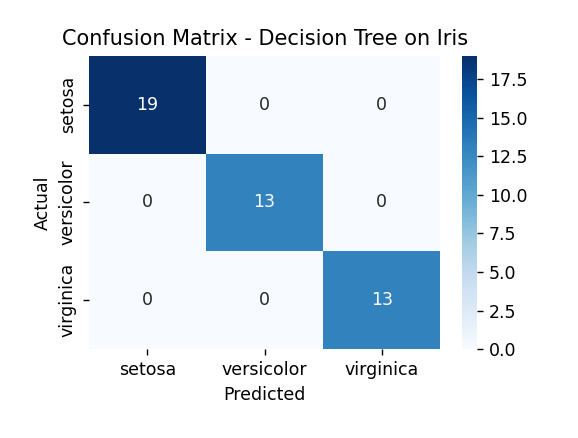 Confusion Matrix - Decision Tree on Iris
setosa
versicolor
virginica
Actual
19 0 0
0 13 0
0 0 13
setosa versicolor virginica
Predicted
17.5
15.0
12.5
10.0
7.5
5.0
2.5
0.0